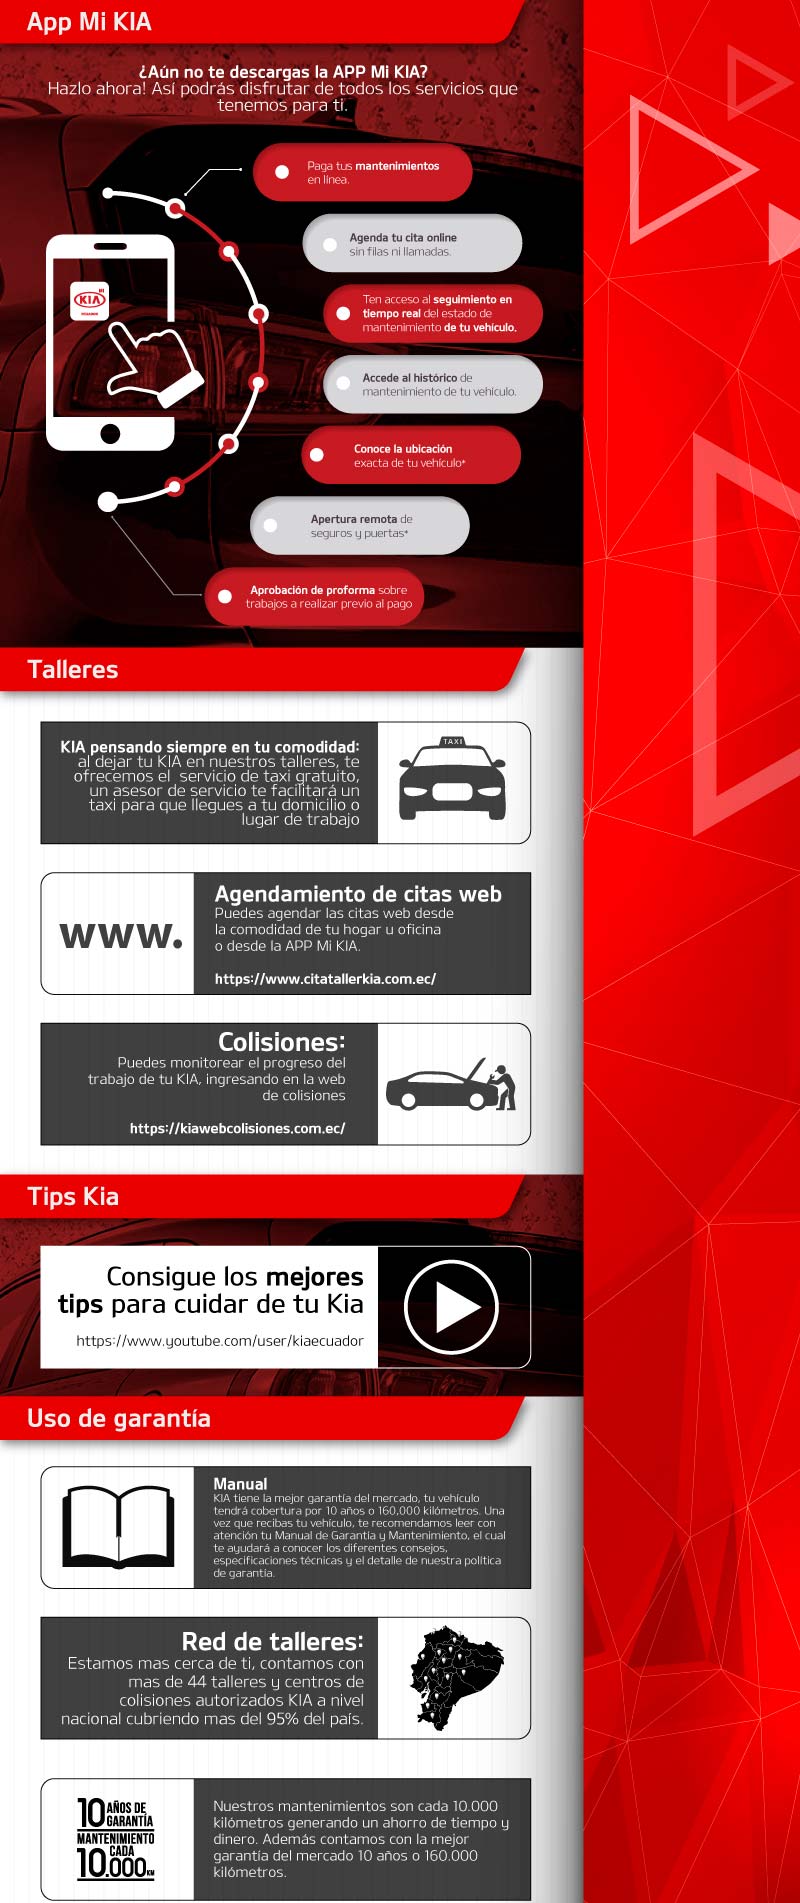 App Mi KIA
¿Aún no te descargas la APP Mi KIA?
Hazlo ahora! Así podrás disfrutar de todos los servicios que
tenemos para ti.
Paga tus mantenimientos
en línea.
Agenda tu cita online
sin filas ni llamadas.
Ten acceso al seguimiento en
tiempo real del estado de
mantenimiento de tu vehículo.
Accede al histórico de
mantenimiento de tu vehículo.
Conoce la ubicación
exacta de tu vehículo*
Apertura remota de
seguros y puertas*
Aprobación de proforma sobre
trabajos a realizar previo al pago
MI
KIA
ECUADOR
Talleres
KIA pensando siempre en tu comodidad:
al dejar tu KIA en nuestros talleres, te
ofrecemos el servicio de taxi gratuito,
un asesor de servicio te facilitará un
taxi para que llegues a tu domicilio o
lugar de trabajo
TAXI
www.
Agendamiento de citas web
Puedes agendar las citas web desde
la comodidad de tu hogar u oficina
o desde la APP Mi KIA.
https://www.citatallerkia.com.ec/
Colisiones:
Puedes monitorear el progreso del
trabajo de tu KIA, ingresando en la web
de colisiones
https://kiawebcolisiones.com.ec/
Tips Kia
Consigue los mejores
tips para cuidar de tu Kia
https://www.youtube.com/user/kiaecuador
Uso de garantía
Manual
KIA tiene la mejor garantía del mercado, tu vehículo
tendrá cobertura por 10 años o 160,000 kilómetros. Una
vez que recibas tu vehículo, te recomendamos leer con
atención tu Manual de Garantia y Mantenimiento, el cual
te ayudará a conocer los diferentes consejos,
especificaciones técnicas y el detalle de nuestra política
de garantía.
Red de talleres:
Estamos mas cerca de ti, contamos con
mas de 44 talleres y centros de
colisiones autorizados KIA a nivel
nacional cubriendo mas del 95% del país.
10 AÑOS DE
GARANTÍA
MANTENIMIENTO
CADA
10.000 KM
Nuestros mantenimientos son cada 10.000
kilómetros generando un ahorro de tiempo y
dinero. Además contamos con la mejor
garantía del mercado 10 años o 160.000
kilómetros.